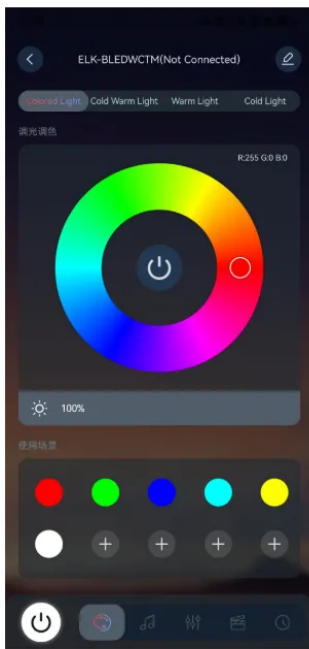 ELK-BLEDWCTM(Not Connected)
Colored Light Cold Warm Light Warm Light Cold Light
调光调色
R:255 G:0 B:0
100%
使用场景